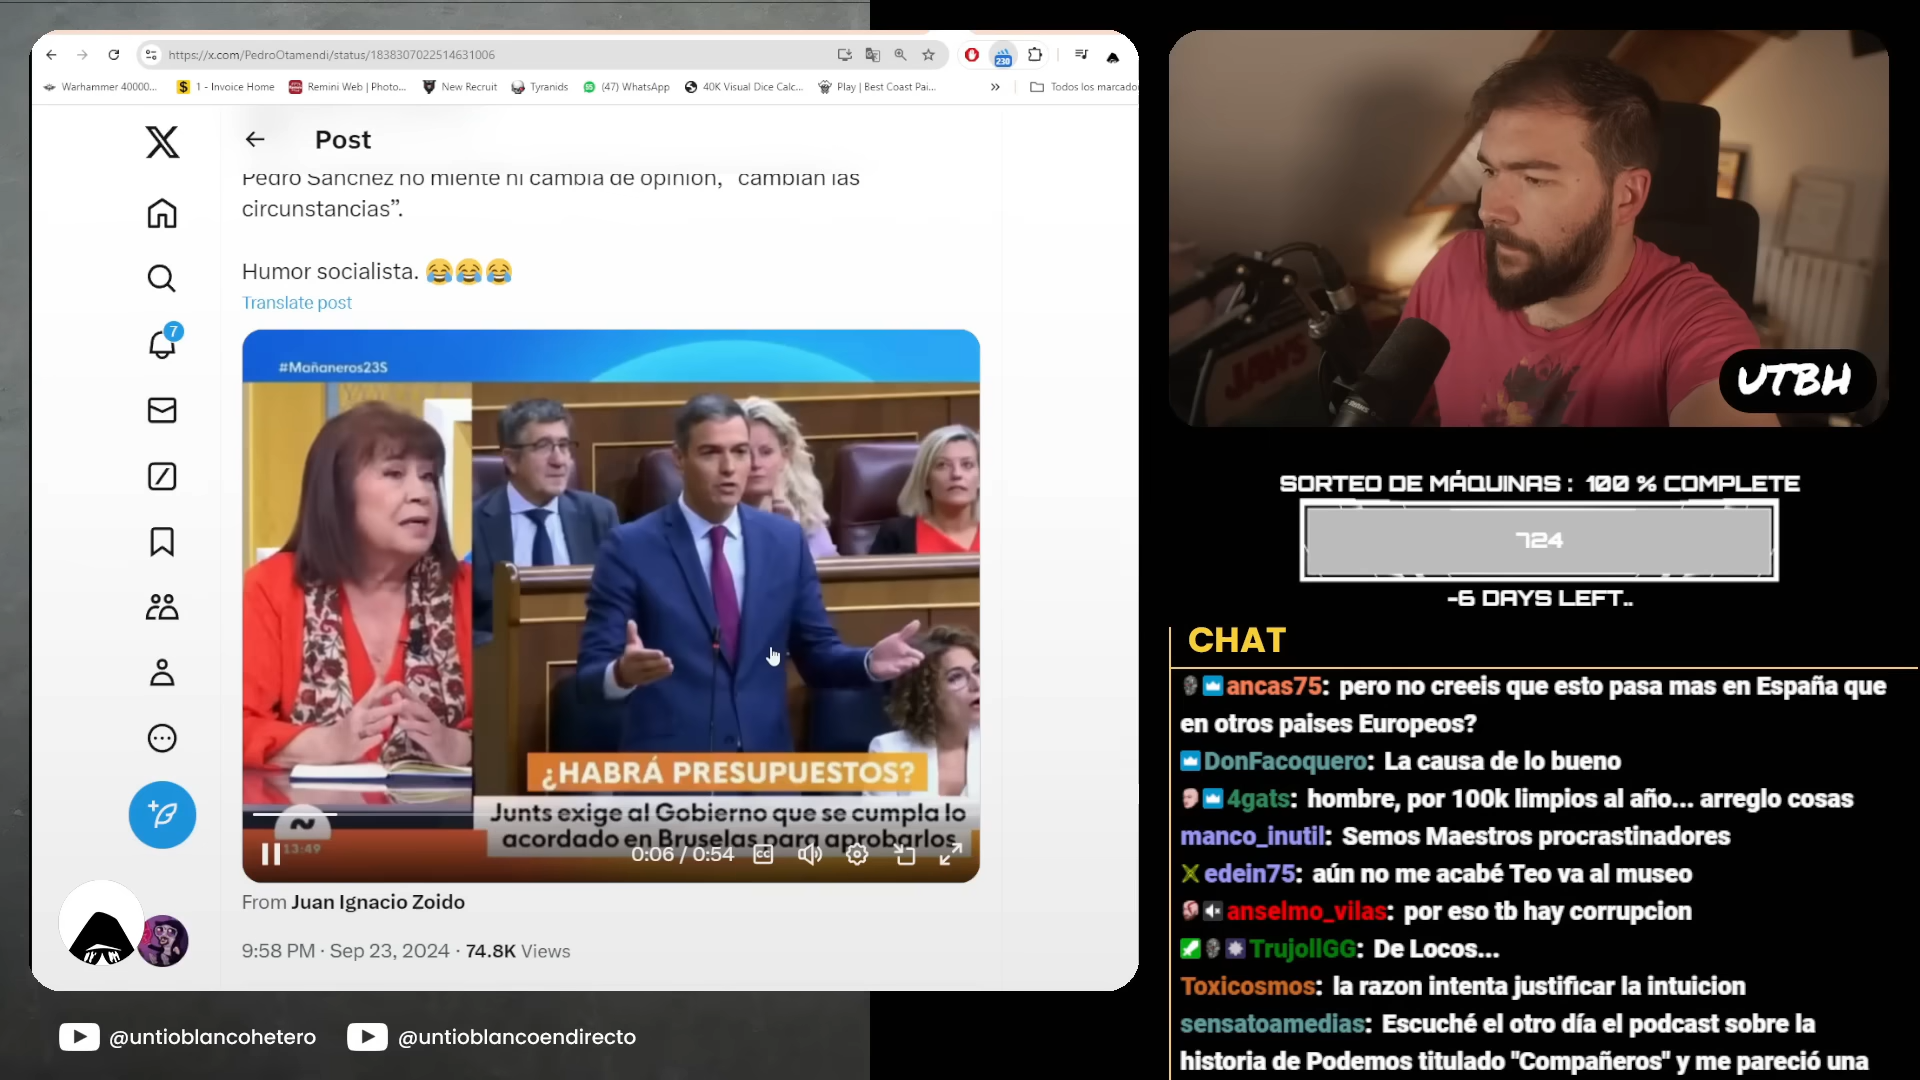 https://x.com/PedroOtamendi/status/1838307022514631006
230
Warhammer 40000...
1 - Invoice Home
Remini Web | Photo...
New Recruit
Tyranids
(47) WhatsApp
40K Visual Dice Calc...
Play | Best Coast Pai...
»
Todos los marcado
Post
Pedro Sánchez no miente ni cambia de opinión, “cambian las
circunstancias”.
Humor socialista. 😂😂😂
Translate post
7
#Mañaneros23S
¿HABRÁ PRESUPUESTOS?
Junts exige al Gobierno que se cumpla lo
acordado en Bruselas para aprobarlos
13:49
0:06 / 0:54
From Juan Ignacio Zoido
9:58 PM · Sep 23, 2024 · 74.8K Views
@untioblancohetero
@untioblancoendirecto
JAWS
UTBH
SORTEO DE MÁQUINAS : 100 % COMPLETE
724
-6 DAYS LEFT..
CHAT
ancas75: pero no creeis que esto pasa mas en España que
en otros paises Europeos?
DonFacoquero: La causa de lo bueno
4gats: hombre, por 100k limpios al año... arreglo cosas
manco_inutil: Semos Maestros procrastinadores
edein75: aún no me acabé Teo va al museo
anselmo_vilas: por eso tb hay corrupcion
TrujollGG: De Locos...
Toxicosmos: la razon intenta justificar la intuicion
sensatoamedias: Escuché el otro día el podcast sobre la
historia de Podemos titulado "Compañeros" y me pareció una